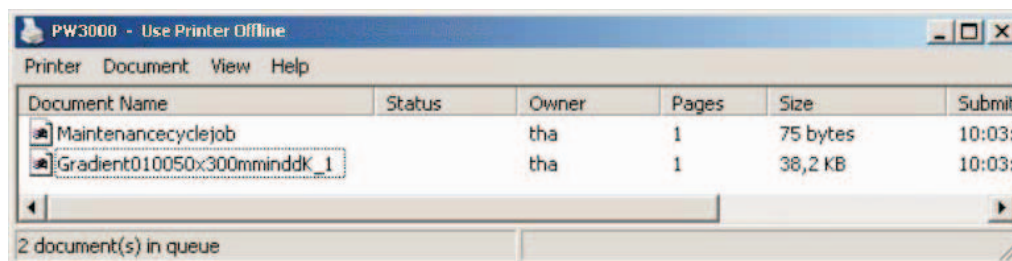 PW3000 - Use Printer Offline
Printer Document View Help
Document Name Status Owner Pages Size Submit
Maintenancecyclejob tha 1 75 bytes 10:03:
Gradient010050x300mminddK_1 tha 1 38,2 KB 10:03:
2 document(s) in queue